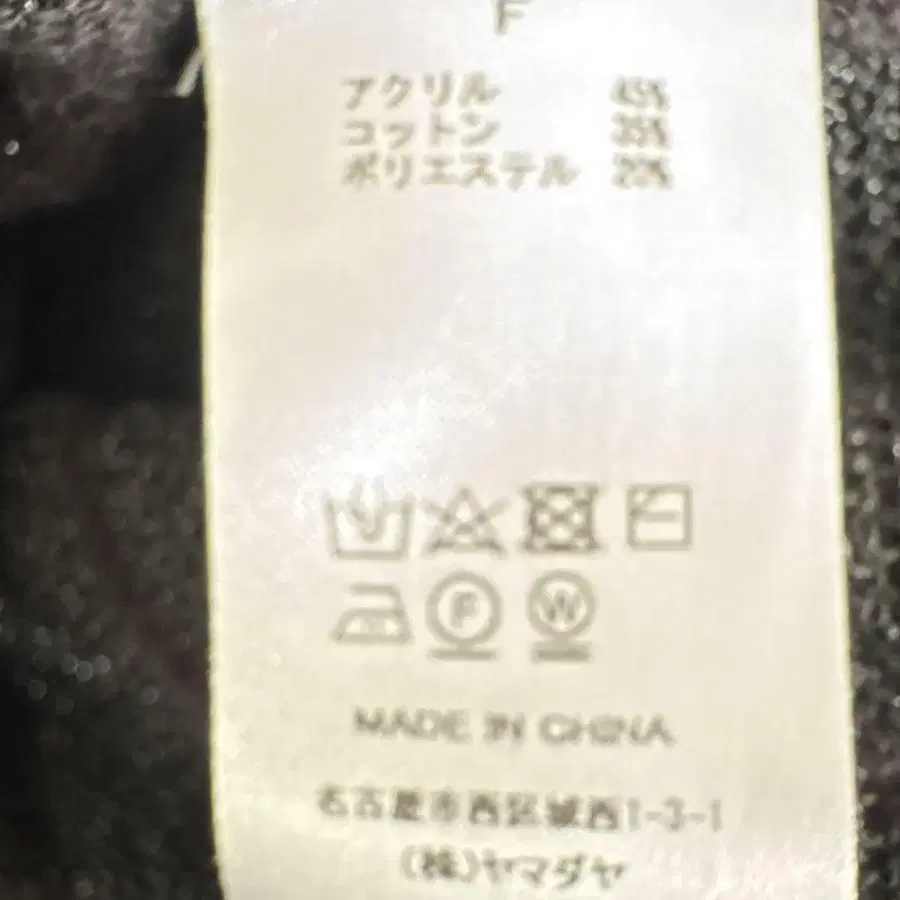 F
アクリル 45%
コットン 35%
ポリエステル 20%
P W
MADE IN CHINA
名古屋市西区城西1-3-1
(株)ヤマダヤ